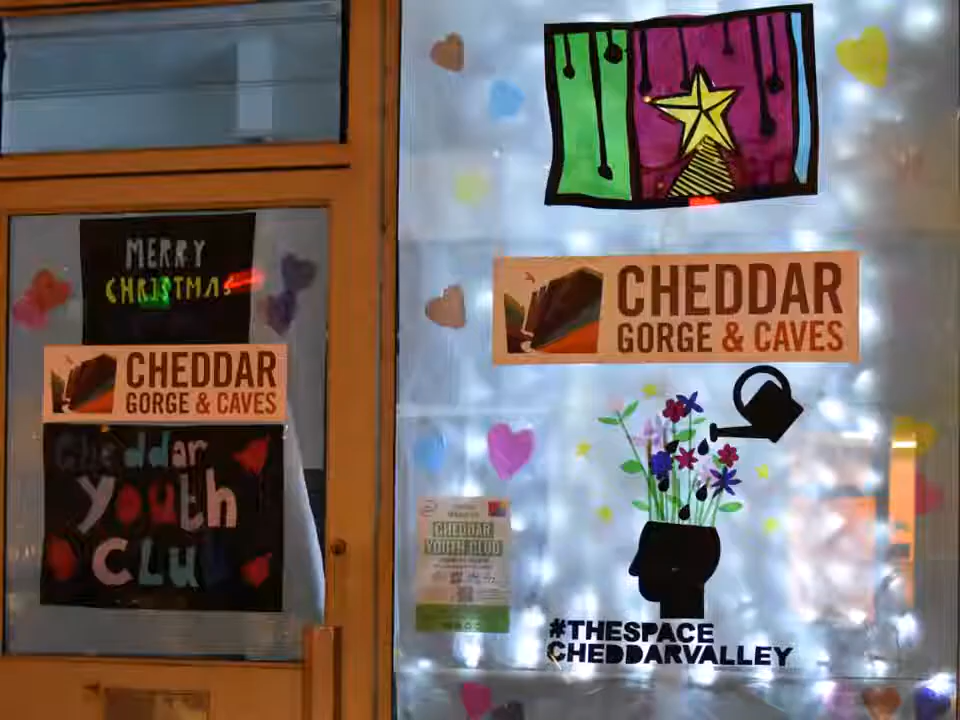 MERRY
CHRISTMAS
CHEDDAR
GORGE & CAVES
Cheddar
youth
CLUB
CHEDDAR
GORGE & CAVES
CHEDDAR
YOUTH CLUB
#THESPACE
CHEDDARVALLEY